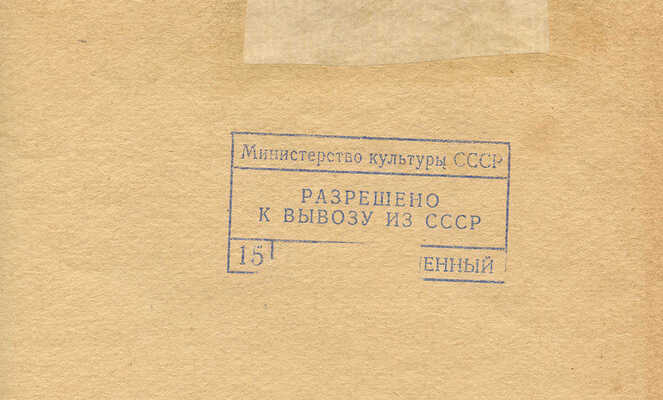 Министерство культуры СССР
РАЗРЕШЕНО
К ВЫВОЗУ ИЗ СССР
15 ЕННЫЙ